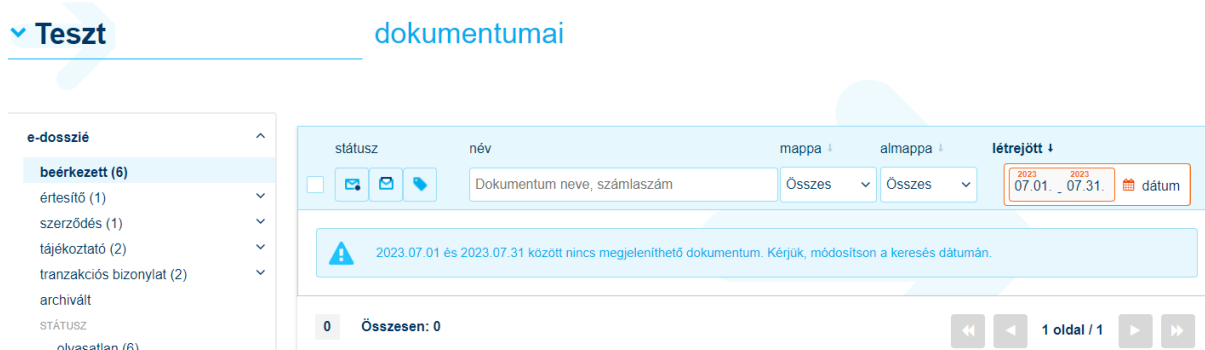 Teszt dokumentumai
e-dosszié
beérkezett (6)
értesítő (1)
szerződés (1)
tájékoztató (2)
tranzakciós bizonylat (2)
archivált
STÁTUSZ
olvasatlan (6)
státusz név mappa almappa létrejött
Dokumentum neve, számlaszám Összes Összes 2023 07.01. - 2023 07.31. dátum
2023.07.01 és 2023.07.31 között nincs megjeleníthető dokumentum. Kérjük, módosítson a keresés dátumán.
0 Összesen: 0 1 oldal / 1